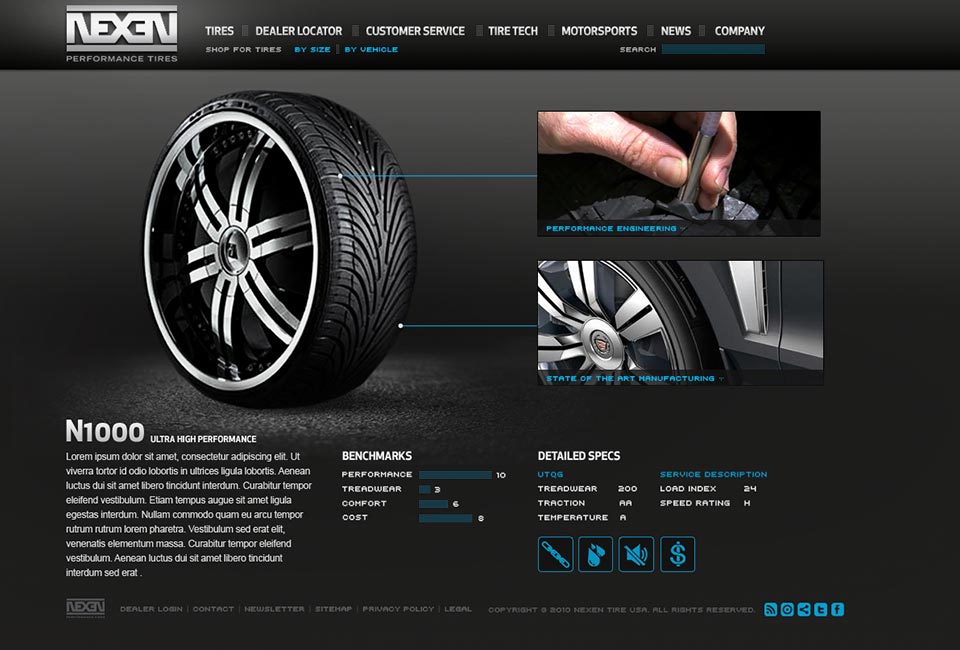 NEXEN
PERFORMANCE TIRES
TIRES DEALER LOCATOR CUSTOMER SERVICE TIRE TECH MOTORSPORTS NEWS COMPANY
SHOP FOR TIRES BY SIZE | BY VEHICLE SEARCH
NEXEN
PERFORMANCE ENGINEERING
STATE OF THE ART MANUFACTURING
N1000 ULTRA HIGH PERFORMANCE
Lorem ipsum dolor sit amet, consectetur adipiscing elit. Ut
viverra tortor id odio lobortis in ultrices ligula lobortis. Aenean
luctus dui sit amet libero tincidunt interdum. Curabitur tempor
eleifend vestibulum. Etiam tempus augue sit amet ligula
egestas interdum. Nullam commodo quam eu arcu tempor
rutrum rutrum lorem pharetra. Vestibulum sed erat elit,
venenatis elementum massa. Curabitur tempor eleifend
vestibulum. Aenean luctus dui sit amet libero tincidunt
interdum sed erat .
BENCHMARKS
PERFORMANCE 10
TREADWEAR 3
COMFORT 6
COST 8
DETAILED SPECS
UTQG SERVICE DESCRIPTION
TREADWEAR 200 LOAD INDEX 24
TRACTION AA SPEED RATING H
TEMPERATURE A
NEXEN
PERFORMANCE TIRES
DEALER LOGIN | CONTACT | NEWSLETTER | SITEMAP | PRIVACY POLICY | LEGAL COPYRIGHT © 2010 NEXEN TIRE USA. ALL RIGHTS RESERVED.